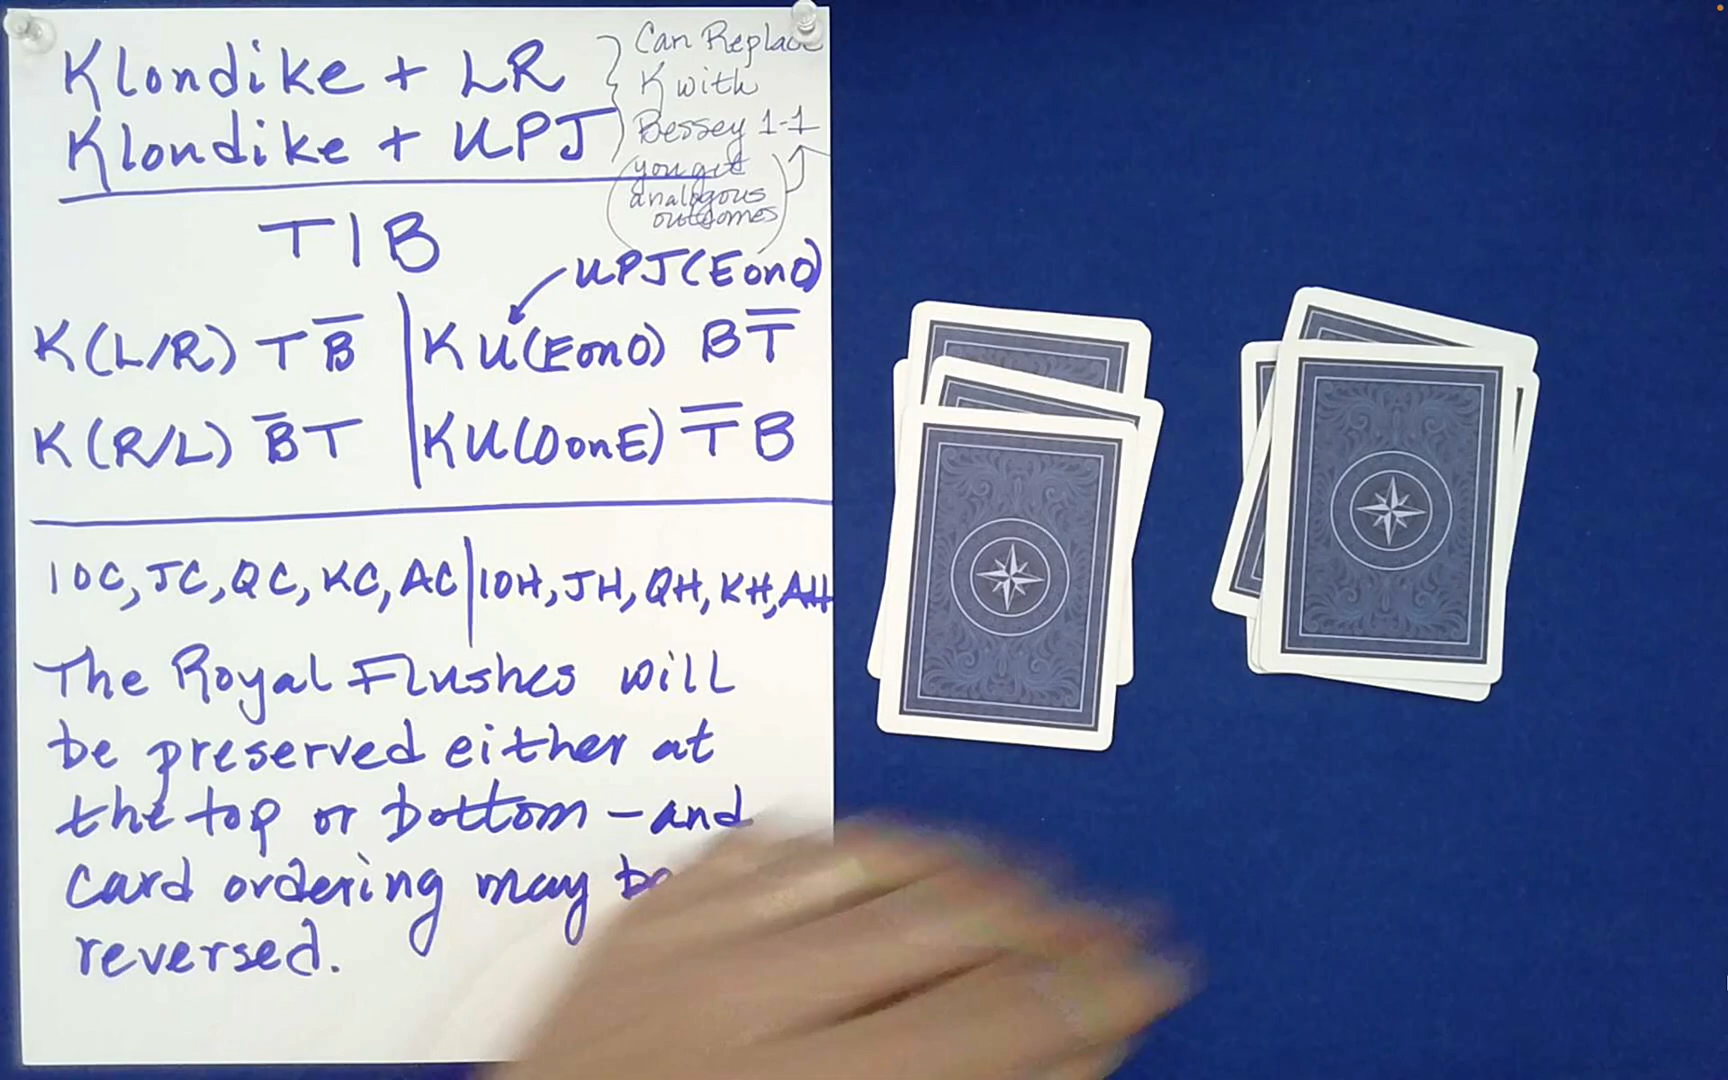 Klondike + LR
Klondike + UPJ
Can Replace
K with
Bessey 1-1
(you get
analogous
outcomes)
T | B
UPJ(EonO)
K(L/R) T B̅ | KU(EonO) B T̅
K(R/L) B̅ T | KU(OonE) T̅ B
10C, JC, QC, KC, AC | 10H, JH, QH, KH, AH
The Royal Flushes will
be preserved either at
the top or bottom - and
card ordering may
reversed.